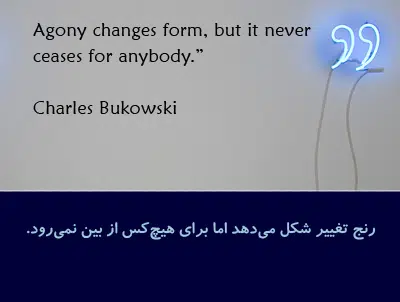 Agony changes form, but it never
ceases for anybody.”
Charles Bukowski
رنج تغییر شکل می‌دهد اما برای هیچ‌کس از بین نمی‌رود.